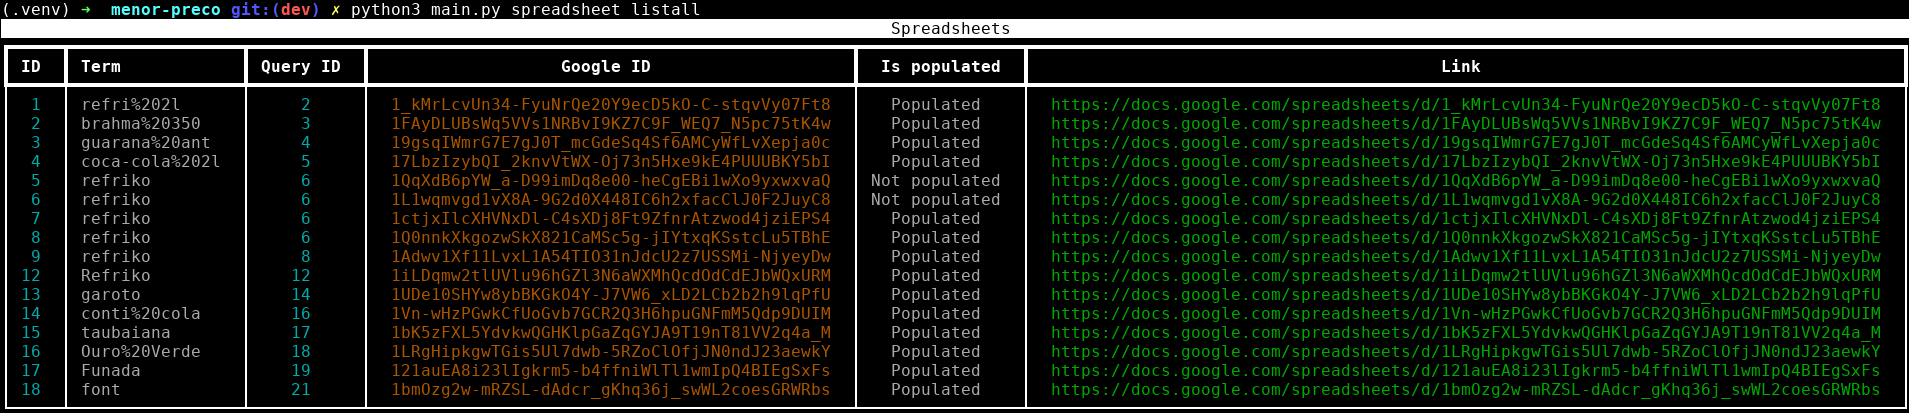 (.venv) ➜ menor-preco git:(dev) ✗ python3 main.py spreadsheet listall
Spreadsheets
ID Term Query ID Google ID Is populated Link
1 refri%202l 2 1_kMrLcvUn34-FyuNrQe20Y9ecD5kO-C-stqvVy07Ft8 Populated https://docs.google.com/spreadsheets/d/1_kMrLcvUn34-FyuNrQe20Y9ecD5kO-C-stqvVy07Ft8
2 brahma%20350 3 1FAyDLUBsWq5VVs1NRBvI9KZ7C9F_WEQ7_N5pc75tK4w Populated https://docs.google.com/spreadsheets/d/1FAyDLUBsWq5VVs1NRBvI9KZ7C9F_WEQ7_N5pc75tK4w
3 guarana%20ant 4 19gsqIWmrG7E7gJ0T_mcGdeSq4Sf6AMCyWfLvXepja0c Populated https://docs.google.com/spreadsheets/d/19gsqIWmrG7E7gJ0T_mcGdeSq4Sf6AMCyWfLvXepja0c
4 coca-cola%202l 5 17LbzIzybQI_2knvVtWX-Oj73n5Hxe9kE4PUUUBKY5bI Populated https://docs.google.com/spreadsheets/d/17LbzIzybQI_2knvVtWX-Oj73n5Hxe9kE4PUUUBKY5bI
5 refriko 6 1QqXdB6pYW_a-D99imDq8e00-heCgEBi1wXo9yxwxvaQ Not populated https://docs.google.com/spreadsheets/d/1QqXdB6pYW_a-D99imDq8e00-heCgEBi1wXo9yxwxvaQ
6 refriko 6 1L1wqmvgd1vX8A-9G2d0X448IC6h2xfacClJ0F2JuyC8 Not populated https://docs.google.com/spreadsheets/d/1L1wqmvgd1vX8A-9G2d0X448IC6h2xfacClJ0F2JuyC8
7 refriko 6 1ctjxIlcXHVNxDl-C4sXDj8Ft9ZfnrAtzwod4jziEPS4 Populated https://docs.google.com/spreadsheets/d/1ctjxIlcXHVNxDl-C4sXDj8Ft9ZfnrAtzwod4jziEPS4
8 refriko 6 1Q0nnkXkgozwSkX821CaMSc5g-jIYtxqKSstcLu5TBhE Populated https://docs.google.com/spreadsheets/d/1Q0nnkXkgozwSkX821CaMSc5g-jIYtxqKSstcLu5TBhE
9 refriko 8 1Adwv1Xf11LvxL1A54TIO31nJdcU2z7USSMi-NjyeyDw Populated https://docs.google.com/spreadsheets/d/1Adwv1Xf11LvxL1A54TIO31nJdcU2z7USSMi-NjyeyDw
12 Refriko 12 1iLDqmw2tlUVlu96hGZl3N6aWXMhQcdOdCdEJbWQxURM Populated https://docs.google.com/spreadsheets/d/1iLDqmw2tlUVlu96hGZl3N6aWXMhQcdOdCdEJbWQxURM
13 garoto 14 1UDe10SHYw8ybBKGkO4Y-J7VW6_xLD2LCb2b2h9lqPfU Populated https://docs.google.com/spreadsheets/d/1UDe10SHYw8ybBKGkO4Y-J7VW6_xLD2LCb2b2h9lqPfU
14 conti%20cola 16 1Vn-wHzPGwkCfUoGvb7GCR2Q3H6hpuGNFmM5Qdp9DUIM Populated https://docs.google.com/spreadsheets/d/1Vn-wHzPGwkCfUoGvb7GCR2Q3H6hpuGNFmM5Qdp9DUIM
15 taubaiana 17 1bK5zFXL5YdvkwQGHKlpGaZqGYJA9T19nT81VV2q4a_M Populated https://docs.google.com/spreadsheets/d/1bK5zFXL5YdvkwQGHKlpGaZqGYJA9T19nT81VV2q4a_M
16 Ouro%20Verde 18 1LRgHipkgwTGis5Ul7dwb-5RZoClOfjJN0ndJ23aewkY Populated https://docs.google.com/spreadsheets/d/1LRgHipkgwTGis5Ul7dwb-5RZoClOfjJN0ndJ23aewkY
17 Funada 19 121auEA8i23lIgkrm5-b4ffniWlTl1wmIpQ4BIEgSxFs Populated https://docs.google.com/spreadsheets/d/121auEA8i23lIgkrm5-b4ffniWlTl1wmIpQ4BIEgSxFs
18 font 21 1bmOzg2w-mRZSL-dAdcr_gKhq36j_swWL2coesGRWRbs Populated https://docs.google.com/spreadsheets/d/1bmOzg2w-mRZSL-dAdcr_gKhq36j_swWL2coesGRWRbs